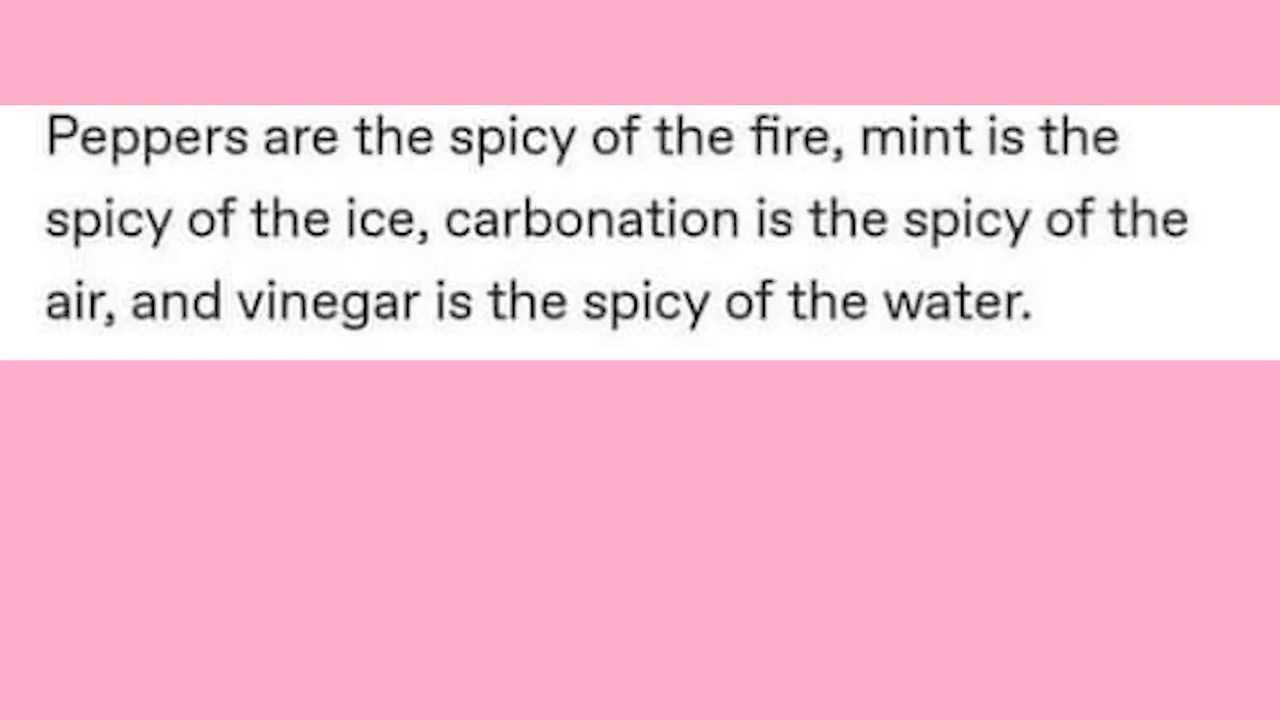 Peppers are the spicy of the fire, mint is the
spicy of the ice, carbonation is the spicy of the
air, and vinegar is the spicy of the water.